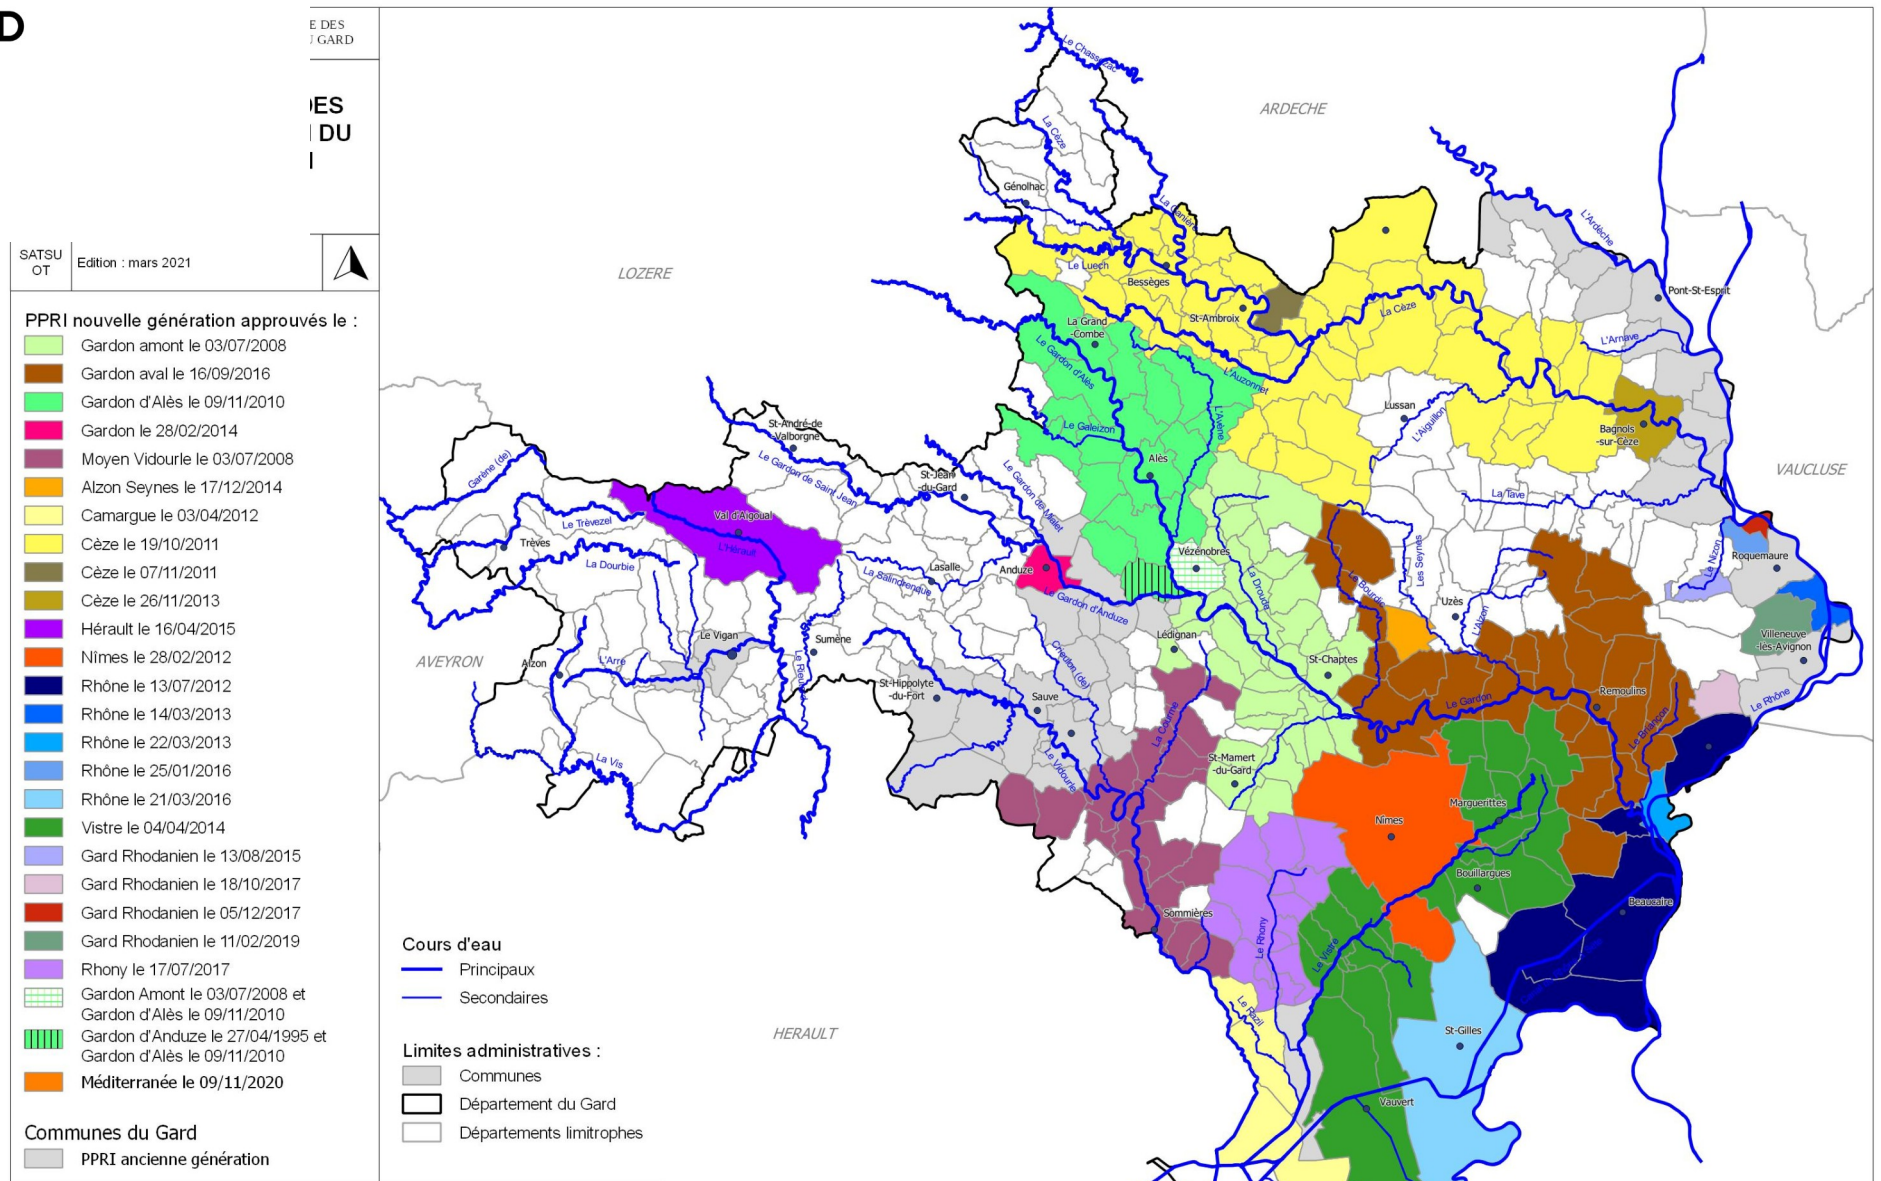 D
E DES
U GARD
DES
DU
SATSU
OT
Edition : mars 2021
PPRI nouvelle génération approuvés le :
Gardon amont le 03/07/2008
Gardon aval le 16/09/2016
Gardon d'Alès le 09/11/2010
Gardon le 28/02/2014
Moyen Vidourle le 03/07/2008
Alzon Seynes le 17/12/2014
Camargue le 03/04/2012
Cèze le 19/10/2011
Cèze le 07/11/2011
Cèze le 26/11/2013
Hérault le 16/04/2015
Nîmes le 28/02/2012
Rhône le 13/07/2012
Rhône le 14/03/2013
Rhône le 22/03/2013
Rhône le 25/01/2016
Rhône le 21/03/2016
Vistre le 04/04/2014
Gard Rhodanien le 13/08/2015
Gard Rhodanien le 18/10/2017
Gard Rhodanien le 05/12/2017
Gard Rhodanien le 11/02/2019
Rhony le 17/07/2017
Gardon Amont le 03/07/2008 et
Gardon d'Alès le 09/11/2010
Gardon d'Anduze le 27/04/1995 et
Gardon d'Alès le 09/11/2010
Méditerranée le 09/11/2020
Communes du Gard
PPRI ancienne génération
Cours d'eau
Principaux
Secondaires
Limites administratives :
Communes
Département du Gard
Départements limitrophes
ARDECHE
LOZERE
VAUCLUSE
AVEYRON
HERAULT
Le Chassezac
La Cèze
Génolhac
La Ganière
L'Ardèche
Le Luech
Bessèges
Pont-St-Esprit
La Grand
-Combe
St-Ambroix
La Cèze
L'Arnave
Le Gardon d'Alès
L'Auzonnet
L'Avène
Lussan
L'Aiguillon
Bagnols
-sur-Cèze
St-André-de
-Valborgne
Le Galeizon
Alès
Garène (de)
Le Gardon de Saint Jean
St-Jean
-du-Gard
Le Gardon de Mialet
La Tave
Val d'Aigoual
Le Trèvezel
Trèves
L'Hérault
La Dourbie
Vézénobres
Roquemaure
Le Nizon
Les Seynes
Anduze
Lasalle
La Salindrenque
La Droude
Le Bourdic
Le Gardon d'Anduze
Uzès
L'Alzon
Le Vigan
Sumène
Lédignan
Villeneuve
-lès-Avignon
Alzon
L'Arre
Crieulon (de)
St-Chaptes
St-Hippolyte
-du-Fort
Sauve
Remoulins
Le Gardon
Le Rhône
La Courme
Le Briançon
La Vis
Le Vidourle
St-Mamert
-du-Gard
Marguerittes
Nîmes
Bouillargues
Beaucaire
Sommières
Le Rhony
Le Vistre
Le Razil
St-Gilles
Vauvert